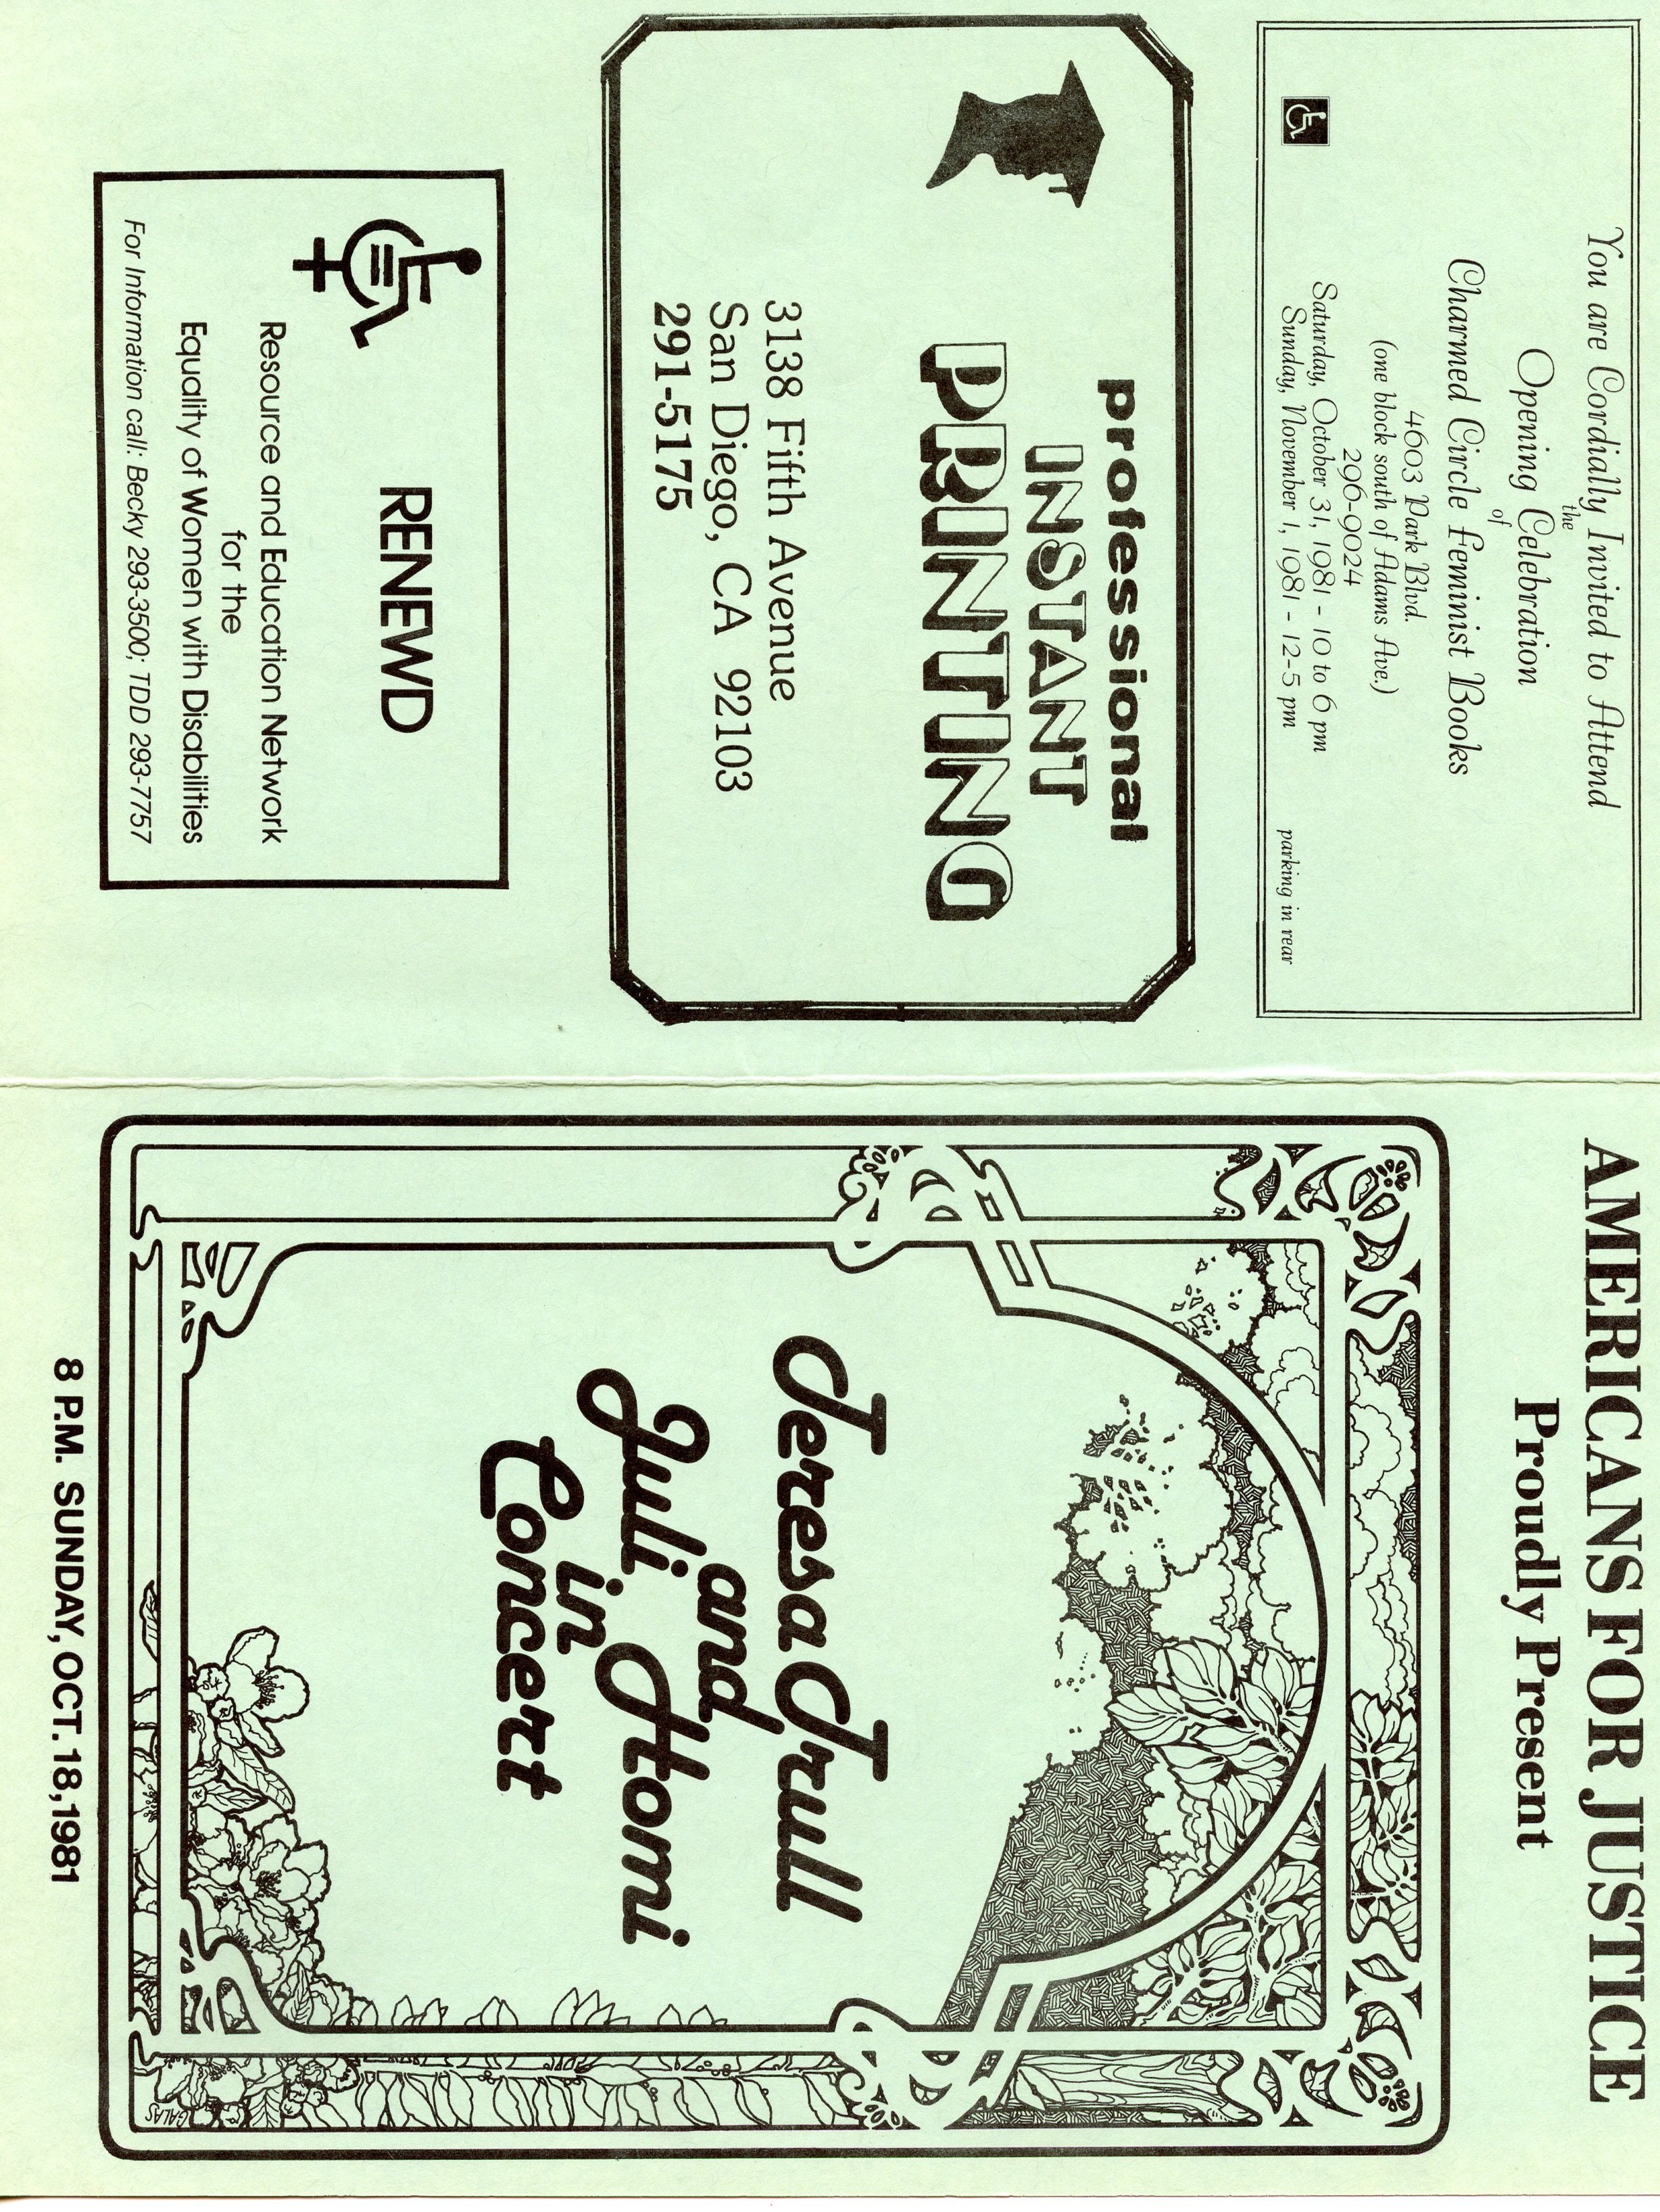 You are Cordially Invited to Attend
the
Opening Celebration
of
Charmed Circle Feminist Books
4603 Park Blvd.
(one block south of Adams Ave.)
296-9024
Saturday, October 31, 1981 - 10 to 6 pm
Sunday, November 1, 1981 - 12-5 pm
parking in rear
professional
INSTANT
PRINTING
3138 Fifth Avenue
San Diego, CA 92103
291-5175
RENEWD
Resource and Education Network
for the
Equality of Women with Disabilities
For Information call: Becky 293-3500; TDD 293-7757
AMERICANS FOR JUSTICE
Proudly Present
Teresa Trull
and
Juli Homi
in
Concert
GALAS
8 P.M. SUNDAY, OCT. 18, 1981